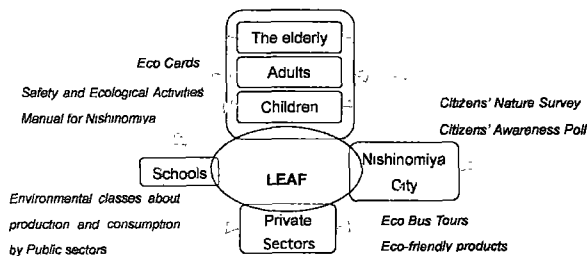 The elderly
Eco Cards
Adults
Safety and Ecological Activities
Manual for Nishinomiya
Children
Citizens' Nature Survey
Citizens' Awareness Poll
Schools
LEAF
Nishinomiya
City
Environmental classes about
production and consumption
by Public sectors
Private
Sectors
Eco Bus Tours
Eco-friendly products